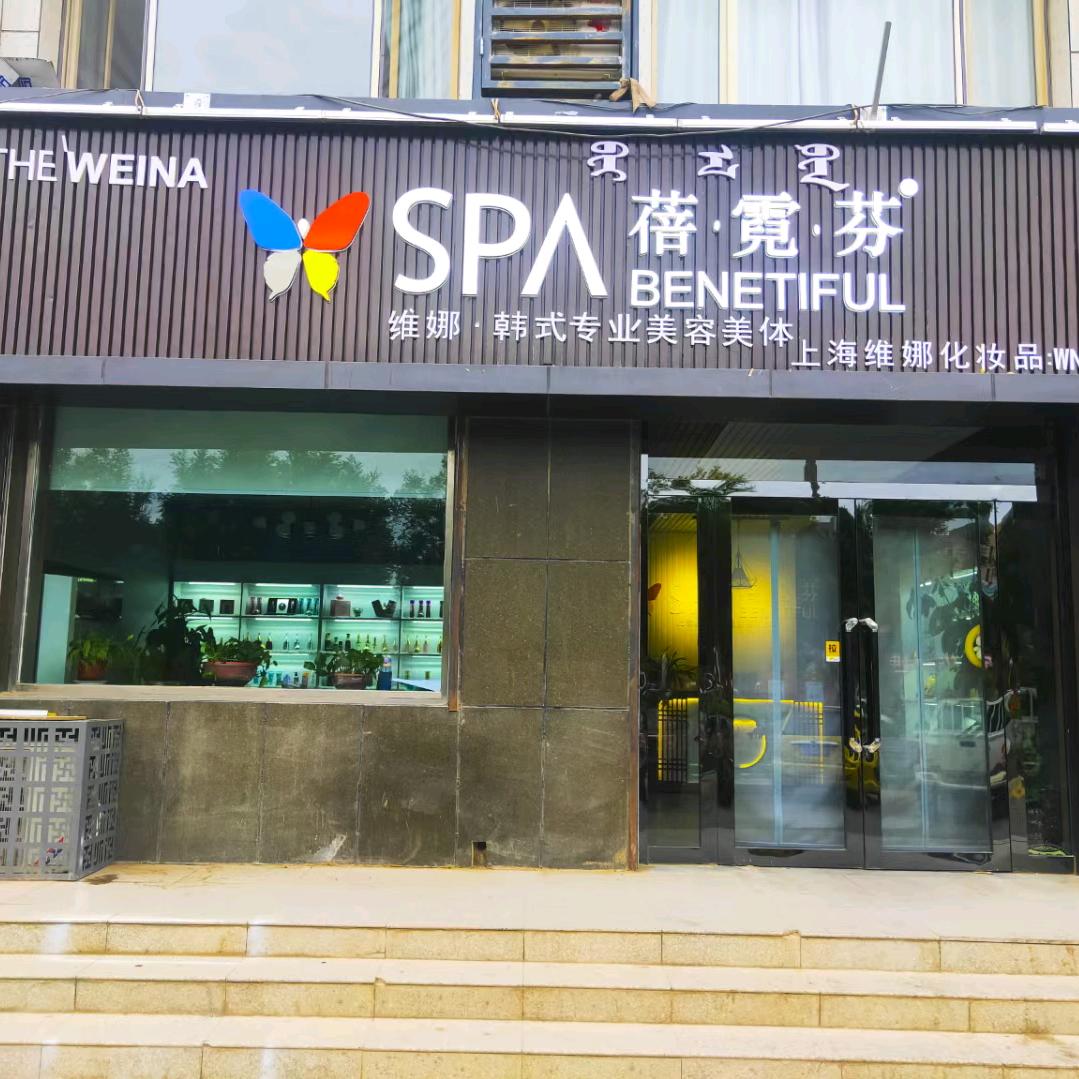 THE WEINA
SPA
蓓·霓·芬
BENETIFUL
维娜·韩式专业美容美体
上海维娜化妆品:WN
拉